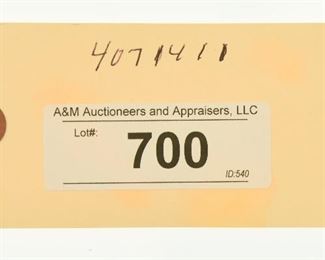 4071411
A&M Auctioneers and Appraisers, LLC
Lot#:
700
ID:540